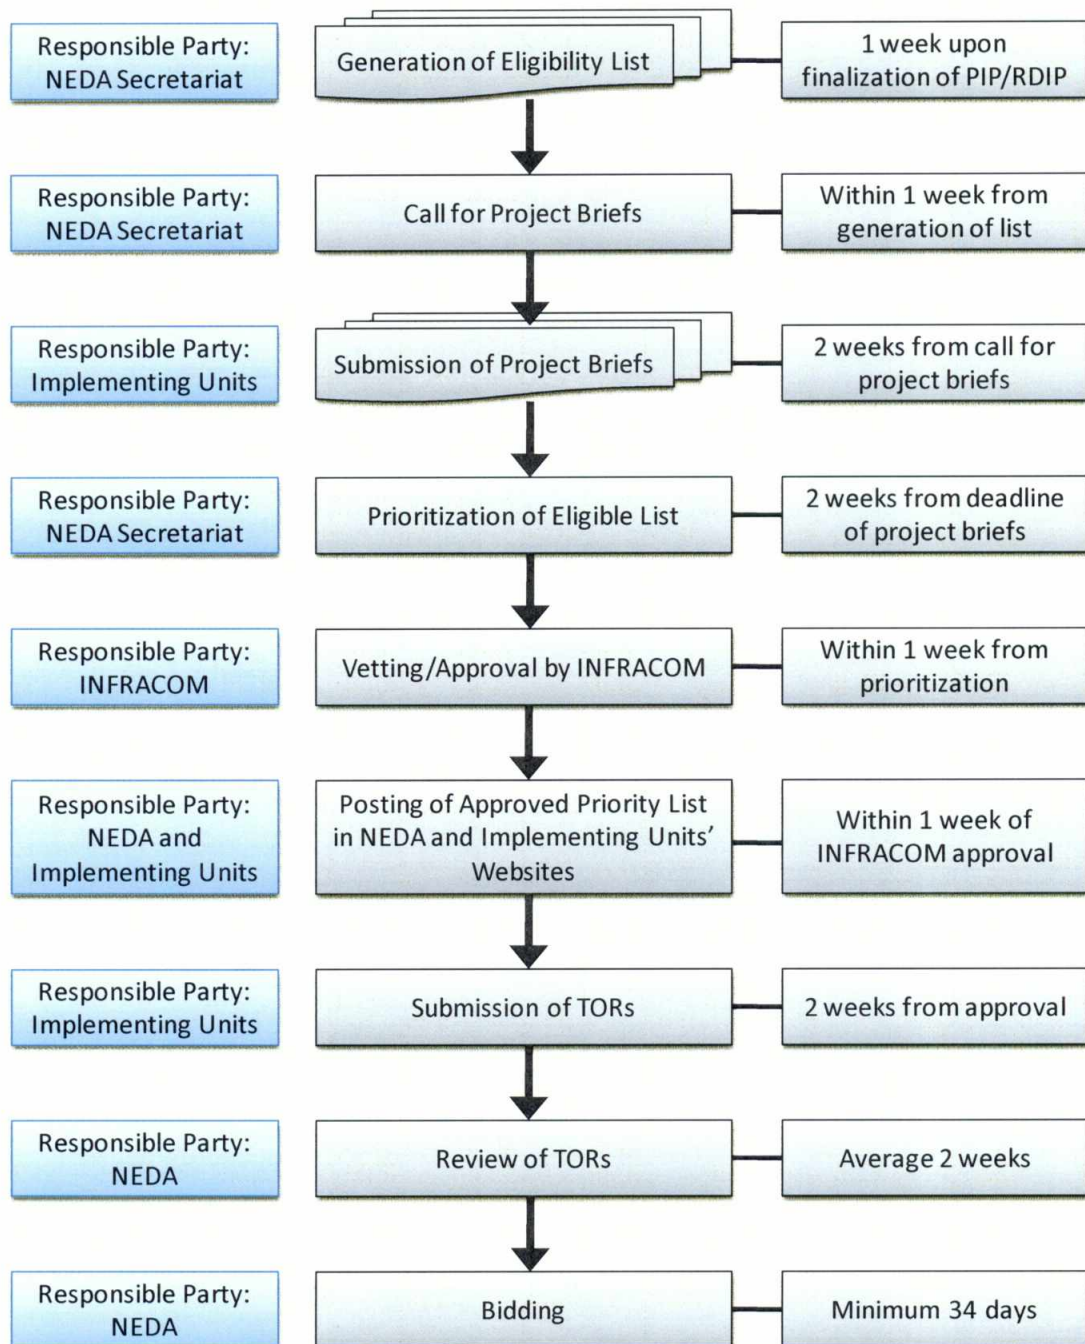 Responsible Party:
NEDA Secretariat
Generation of Eligibility List
1 week upon
finalization of PIP/RDIP
Responsible Party:
NEDA Secretariat
Call for Project Briefs
Within 1 week from
generation of list
Responsible Party:
Implementing Units
Submission of Project Briefs
2 weeks from call for
project briefs
Responsible Party:
NEDA Secretariat
Prioritization of Eligible List
2 weeks from deadline
of project briefs
Responsible Party:
INFRACOM
Vetting/Approval by INFRACOM
Within 1 week from
prioritization
Responsible Party:
NEDA and
Implementing Units
Posting of Approved Priority List
in NEDA and Implementing Units’
Websites
Within 1 week of
INFRACOM approval
Responsible Party:
Implementing Units
Submission of TORs
2 weeks from approval
Responsible Party:
NEDA
Review of TORs
Average 2 weeks
Responsible Party:
NEDA
Bidding
Minimum 34 days